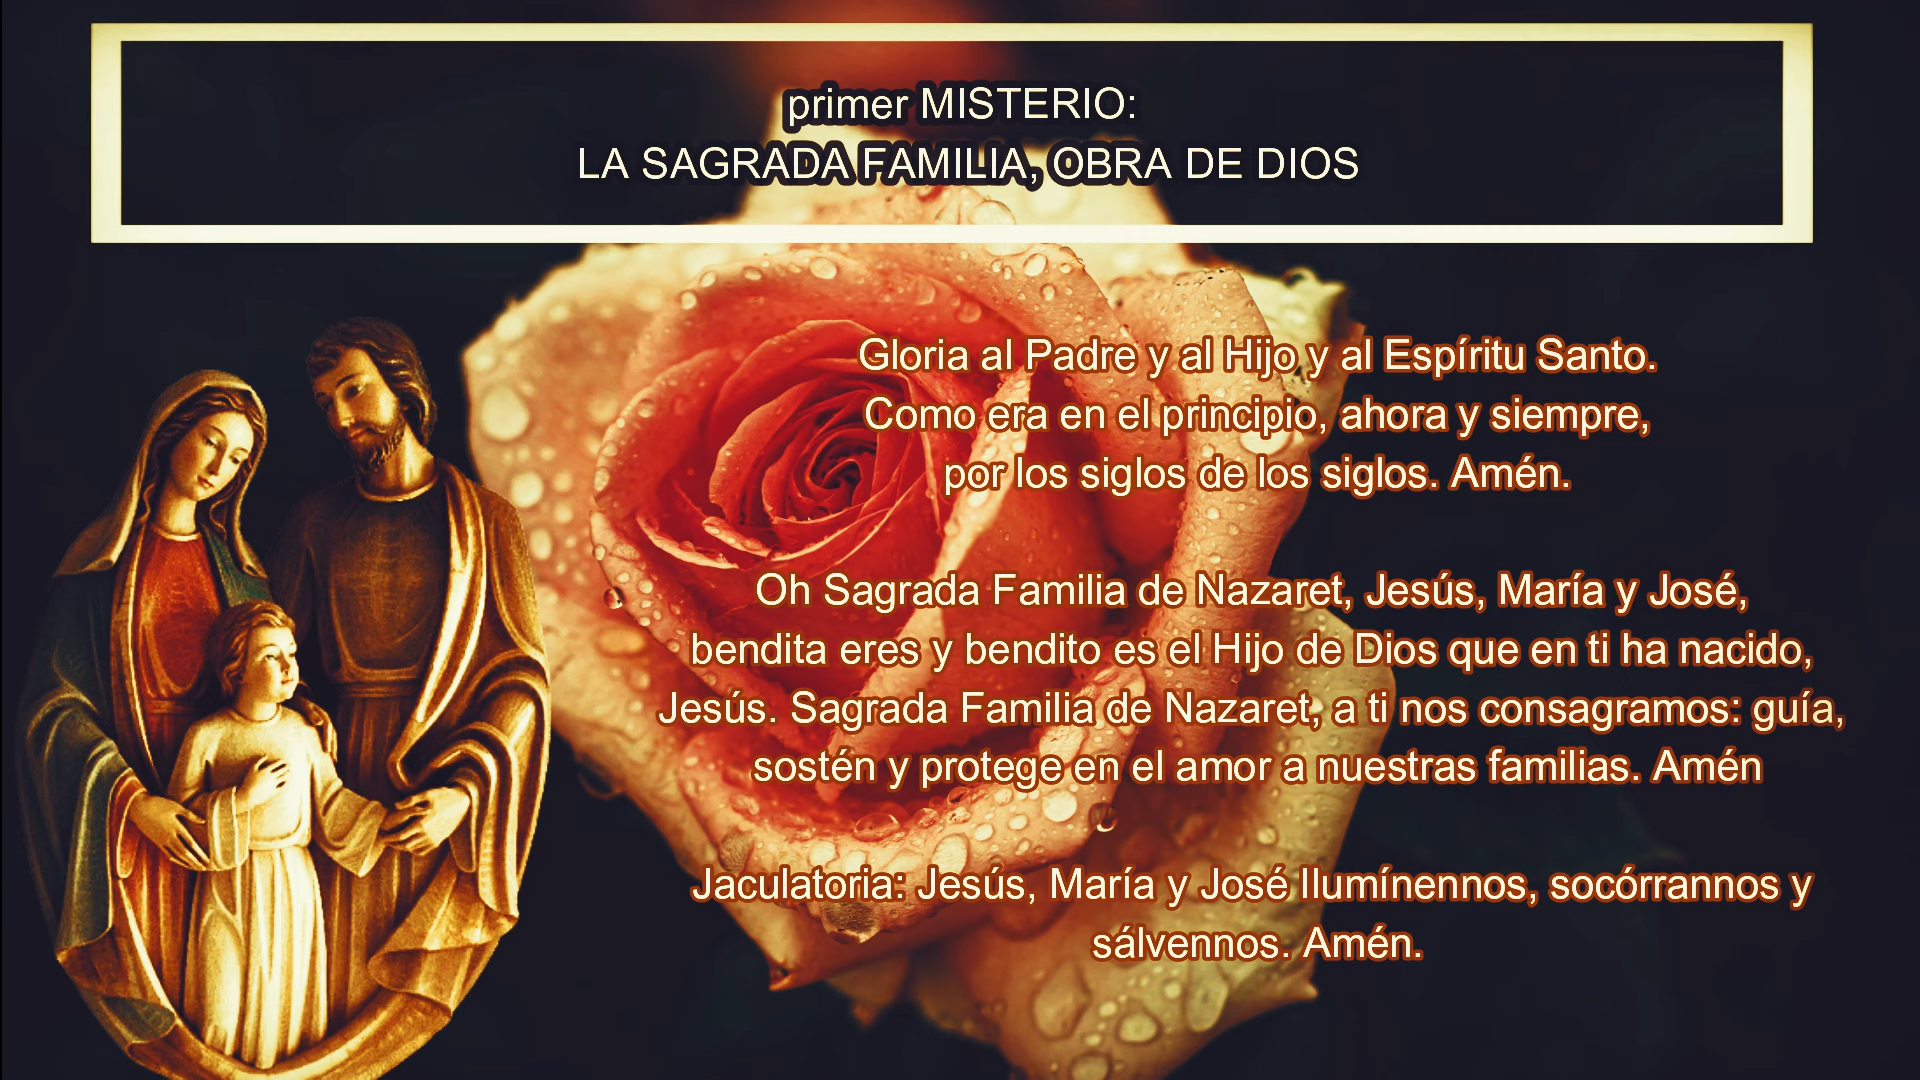 primer MISTERIO:
LA SAGRADA FAMILIA, OBRA DE DIOS
Gloria al Padre y al Hijo y al Espíritu Santo.
Como era en el principio, ahora y siempre,
por los siglos de los siglos. Amén.
Oh Sagrada Familia de Nazaret, Jesús, María y José,
bendita eres y bendito es el Hijo de Dios que en ti ha nacido,
Jesús. Sagrada Familia de Nazaret, a ti nos consagramos: guía,
sostén y protege en el amor a nuestras familias. Amén
Jaculatoria: Jesús, María y José Ilumínennos, socórrannos y
sálvennos. Amén.